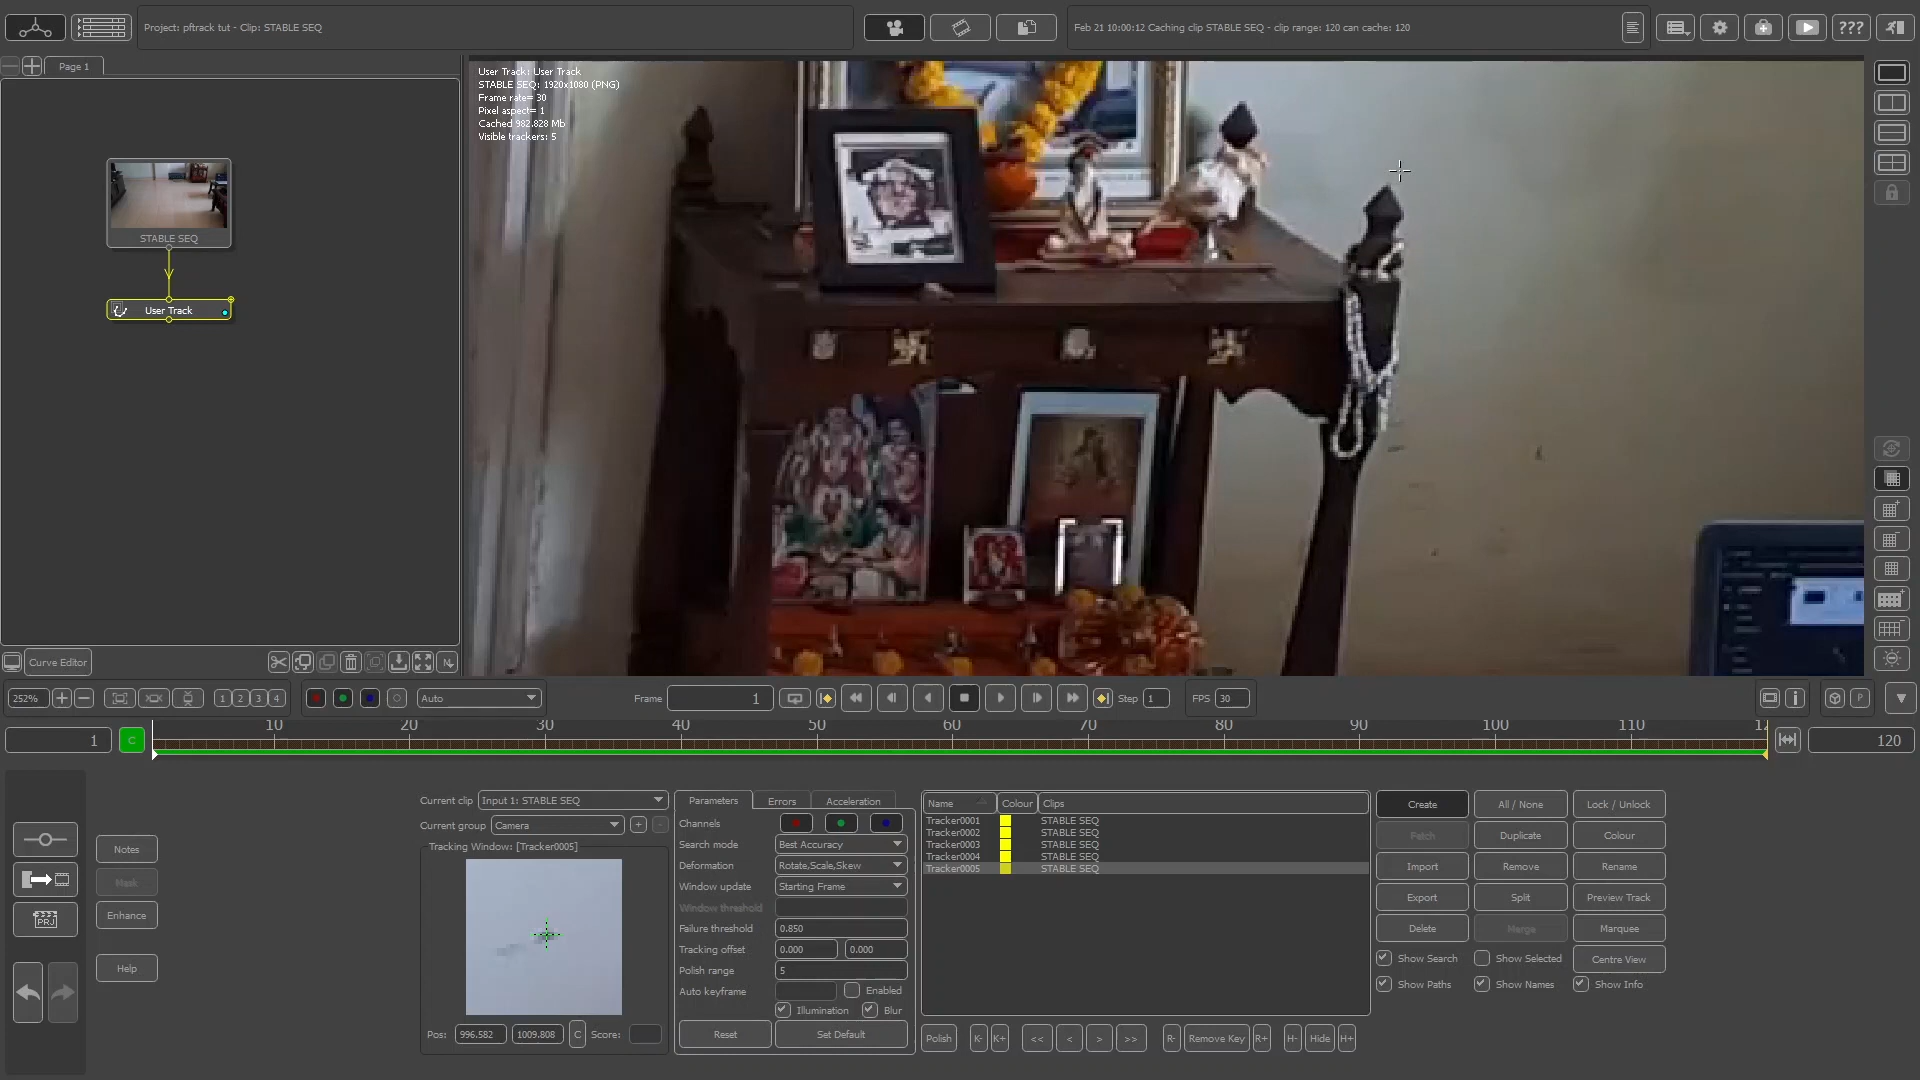 Project: pftrack tut - Clip: STABLE SEQ
Feb 21 10:00:12 Caching clip STABLE SEQ - clip range: 120 can cache: 120
???
Page 1
User Track: User Track
STABLE SEQ: 1920x1080 (PNG)
Frame rate= 30
Pixel aspect= 1
Cached 982.828 Mb
Visible trackers: 5
STABLE SEQ
User Track
Curve Editor
N
252%
1 2 3 4
Auto
Frame 1
Step 1
FPS 30
P
1
C
10 20 30 40 50 60 70 80 90 100 110
120
Current clip Input 1: STABLE SEQ
Current group Camera
Tracking Window: [Tracker0005]
Pos: 996.582 1009.808 C Score:
PRJ
Notes
Mask
Enhance
Help
Parameters Errors Acceleration
Channels
Search mode Best Accuracy
Deformation Rotate,Scale,Skew
Window update Starting Frame
Window threshold
Failure threshold 0.850
Tracking offset 0.000 0.000
Polish range 5
Auto keyframe Enabled
Illumination Blur
Reset Set Default
Name Colour Clips
Tracker0001 STABLE SEQ
Tracker0002 STABLE SEQ
Tracker0003 STABLE SEQ
Tracker0004 STABLE SEQ
Tracker0005 STABLE SEQ
Polish K- K+ << < > >> R- Remove Key R+ H- Hide H+
Create All / None Lock / Unlock
Fetch Duplicate Colour
Import Remove Rename
Export Split Preview Track
Delete Merge Marquee
Show Search Show Selected Centre View
Show Paths Show Names Show Info